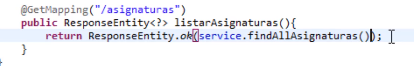 @GetMapping("/asignaturas")
public ResponseEntity<?> listarAsignaturas(){
return ResponseEntity.ok(service.findAllAsignaturas());
}